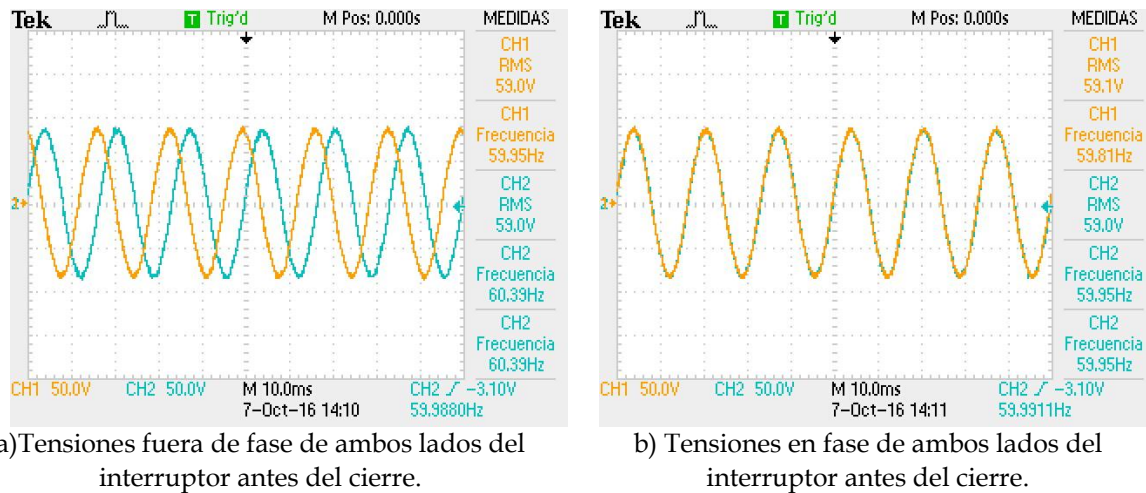 Tek T Trig'd M Pos: 0.000s MEDIDAS
CH1
RMS
59.0V
CH1
Frecuencia
59.95Hz
CH2
RMS
59.0V
CH2
Frecuencia
60.39Hz
CH2
Frecuencia
60.39Hz
2
CH1 50.0V CH2 50.0V M 10.0ms CH2 -3.10V
7-Oct-16 14:10 59.9880Hz
a)Tensiones fuera de fase de ambos lados del
interruptor antes del cierre.
Tek T Trig'd M Pos: 0.000s MEDIDAS
CH1
RMS
59.1V
CH1
Frecuencia
59.81Hz
CH2
RMS
59.0V
CH2
Frecuencia
59.95Hz
CH2
Frecuencia
59.95Hz
2
CH1 50.0V CH2 50.0V M 10.0ms CH2 -3.10V
7-Oct-16 14:11 59.9911Hz
b) Tensiones en fase de ambos lados del
interruptor antes del cierre.